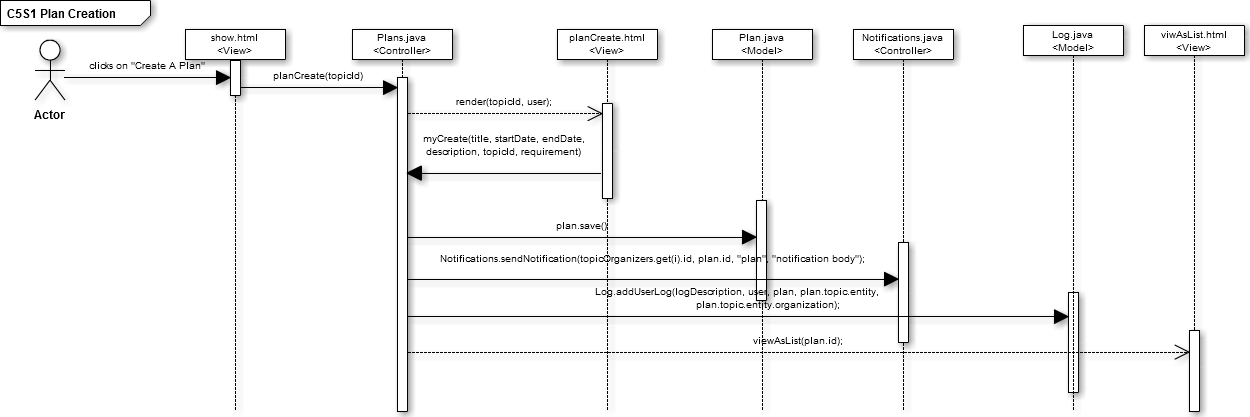 C5S1 Plan Creation
show.html
<View>
Plans.java
<Controller>
planCreate.html
<View>
Plan.java
<Model>
Notifications.java
<Controller>
Log.java
<Model>
viwAsList.html
<View>
clicks on "Create A Plan"
planCreate(topicId)
Actor
render(topicId, user);
myCreate(title, startDate, endDate,
description, topicId, requirement)
plan.save()
Notifications.sendNotification(topicOrganizers.get(i).id, plan.id, "plan", "notification body");
Log.addUserLog(logDescription, user, plan, plan.topic.entity,
plan.topic.entity.organization);
viewAsList(plan.id);